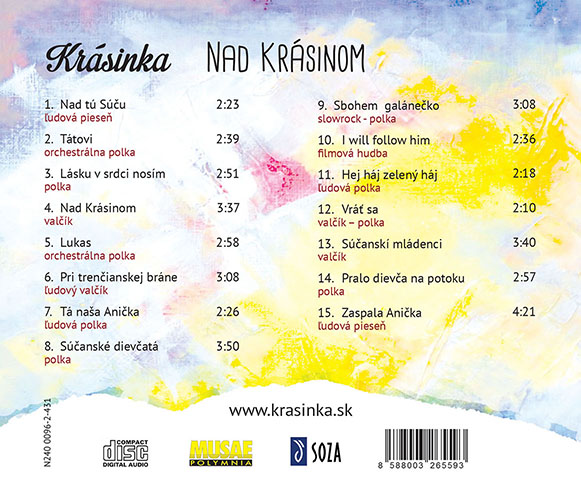 Krásinka NAD KRÁSINOM
1. Nad tú Súču 2:23
ľudová pieseň
2. Tátovi 2:39
orchestrálna polka
3. Lásku v srdci nosím 2:51
polka
4. Nad Krásinom 3:37
valčík
5. Lukas 2:58
orchestrálna polka
6. Pri trenčianskej bráne 3:08
ľudový valčík
7. Tá naša Anička 2:26
ľudová polka
8. Súčanské dievčatá 3:50
polka
9. Sbohem galánečko 3:08
slowrock - polka
10. I will follow him 2:36
filmová hudba
11. Hej háj zelený háj 2:18
ľudová polka
12. Vráť sa 2:10
valčík – polka
13. Súčanskí mládenci 3:40
valčík
14. Pralo dievča na potoku 2:57
polka
15. Zaspala Anička 4:21
ľudová pieseň
www.krasinka.sk
N240 0096-2-431
COMPACT
disc
DIGITAL AUDIO
MUSAE
POLYMNIA
SOZA
8 588003 265593